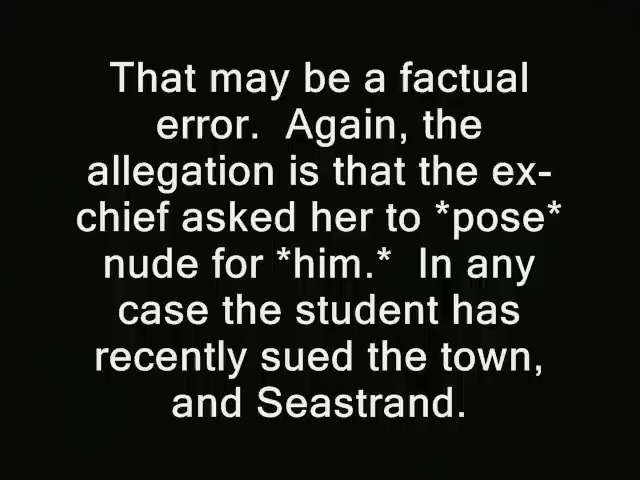 That may be a factual
error.  Again, the
allegation is that the ex-
chief asked her to *pose*
nude for *him.*  In any
case the student has
recently sued the town,
and Seastrand.